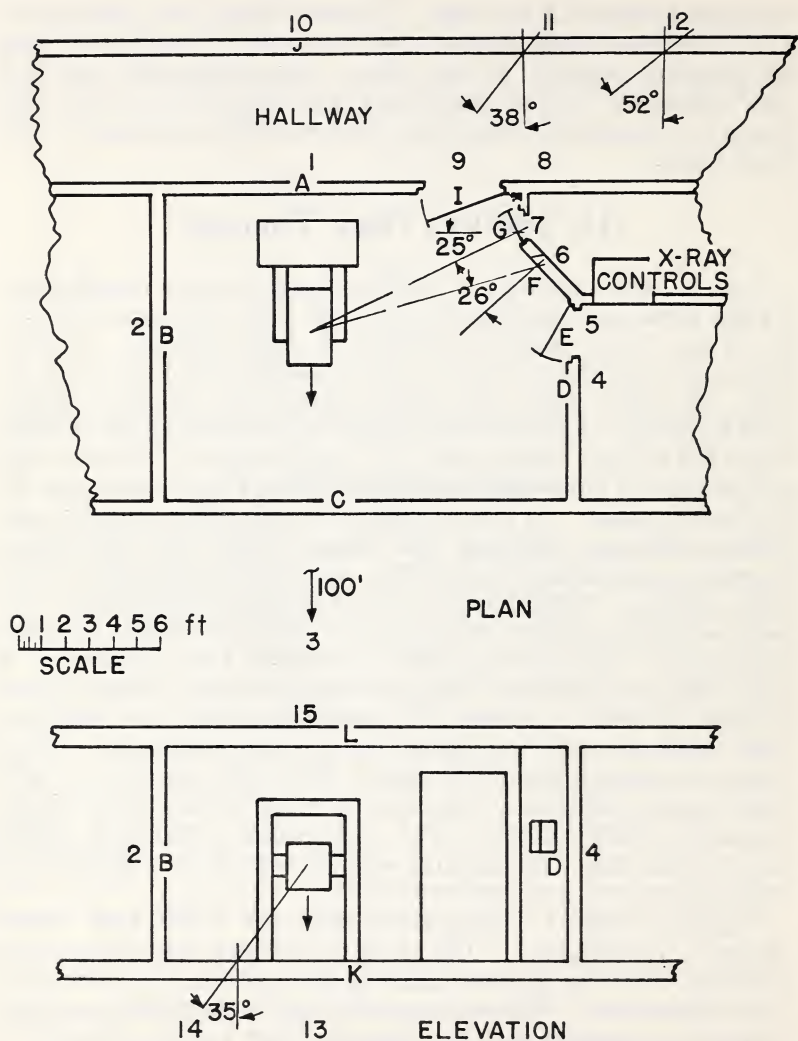 10 11 12
J
38° 52°
HALLWAY
1 9 8
A I
G 7
25° 6 X-RAY
26° F CONTROLS
2 B 5
E
D 4
C
100'
3
PLAN
0 1 2 3 4 5 6 ft
SCALE
15
L
2 B D 4
K
35°
14 13 ELEVATION